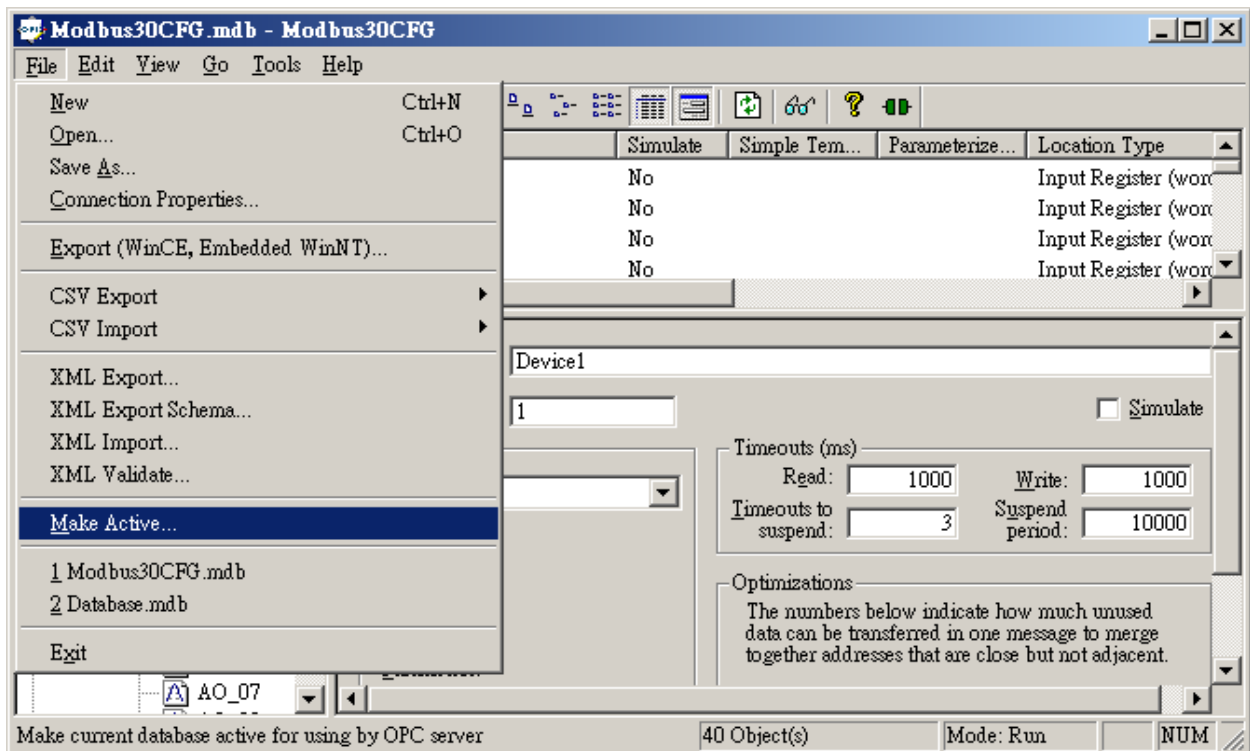 Modbus30CFG.mdb - Modbus30CFG
File Edit View Go Tools Help
New Ctrl+N
Open... Ctrl+O
Save As...
Connection Properties...
Export (WinCE, Embedded WinNT)...
CSV Export
CSV Import
XML Export...
XML Export Schema...
XML Import...
XML Validate...
Make Active...
1 Modbus30CFG.mdb
2 Database.mdb
Exit
Simulate Simple Tem... Parameterize... Location Type
No Input Register (word
No Input Register (word
No Input Register (word
No Input Register (word
Device1
1
Simulate
Timeouts (ms)
Read: 1000 Write: 1000
Timeouts to suspend: 3 Suspend period: 10000
Optimizations
The numbers below indicate how much unused
data can be transferred in one message to merge
together addresses that are close but not adjacent.
AO_07
Make current database active for using by OPC server 40 Object(s) Mode: Run NUM